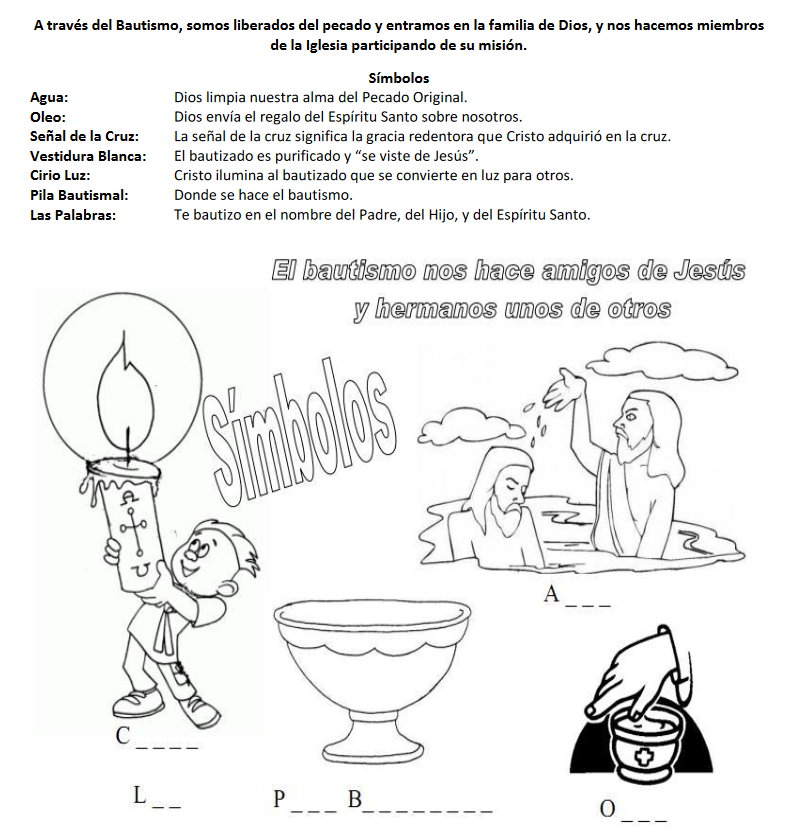 A través del Bautismo, somos liberados del pecado y entramos en la familia de Dios, y nos hacemos miembros
de la Iglesia participando de su misión.
Símbolos
Agua: Dios limpia nuestra alma del Pecado Original.
Oleo: Dios envía el regalo del Espíritu Santo sobre nosotros.
Señal de la Cruz: La señal de la cruz significa la gracia redentora que Cristo adquirió en la cruz.
Vestidura Blanca: El bautizado es purificado y “se viste de Jesús”.
Cirio Luz: Cristo ilumina al bautizado que se convierte en luz para otros.
Pila Bautismal: Donde se hace el bautismo.
Las Palabras: Te bautizo en el nombre del Padre, del Hijo, y del Espíritu Santo.
El bautismo nos hace amigos de Jesús
y hermanos unos de otros
Símbolos
A _ _ _
C _ _ _ _
L _ _
P _ _ _ B _ _ _ _ _ _ _ _
O _ _ _